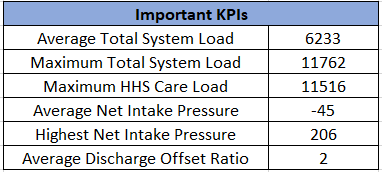 Important KPIs
Average Total System Load 6233
Maximum Total System Load 11762
Maximum HHS Care Load 11516
Average Net Intake Pressure -45
Highest Net Intake Pressure 206
Average Discharge Offset Ratio 2